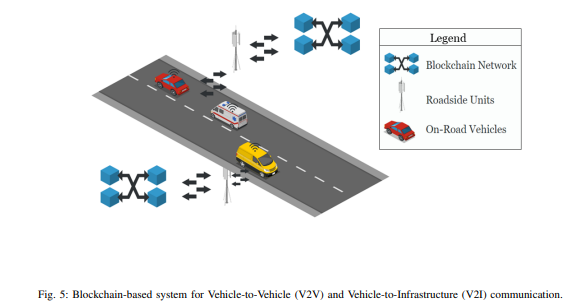 Legend
Blockchain Network
Roadside Units
On-Road Vehicles
Fig. 5: Blockchain-based system for Vehicle-to-Vehicle (V2V) and Vehicle-to-Infrastructure (V2I) communication.